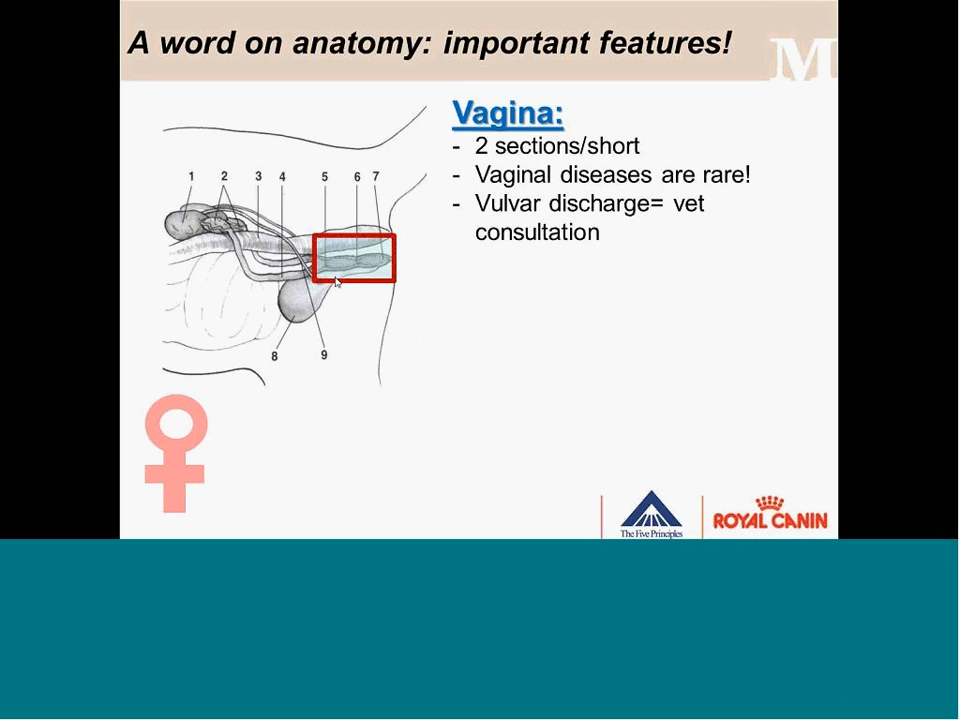 A word on anatomy: important features!
M
Vagina:
- 2 sections/short
- Vaginal diseases are rare!
- Vulvar discharge= vet
consultation
1 2 3 4 5 6 7
8 9
The Five Principles
ROYAL CANIN